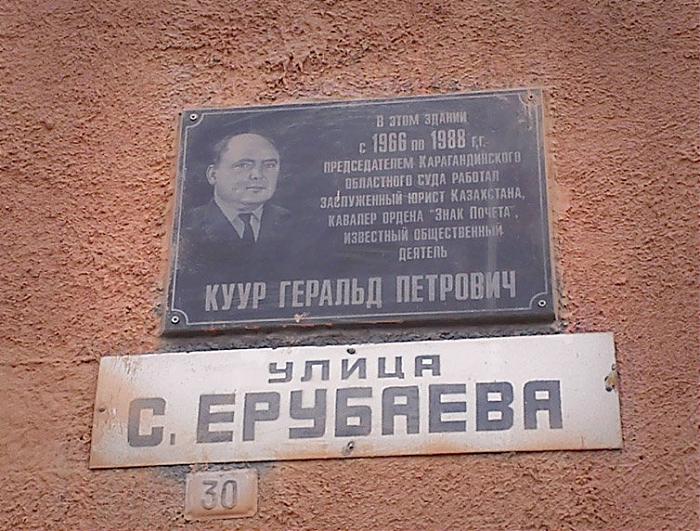 В этом здании
с 1966 по 1988 г.г.
председателем Карагандинского
областного суда работал
заслуженный юрист Казахстана,
кавалер ордена "Знак Почета",
известный общественный
деятель
КУУР ГЕРАЛЬД ПЕТРОВИЧ
УЛИЦА
С. ЕРУБАЕВА
30